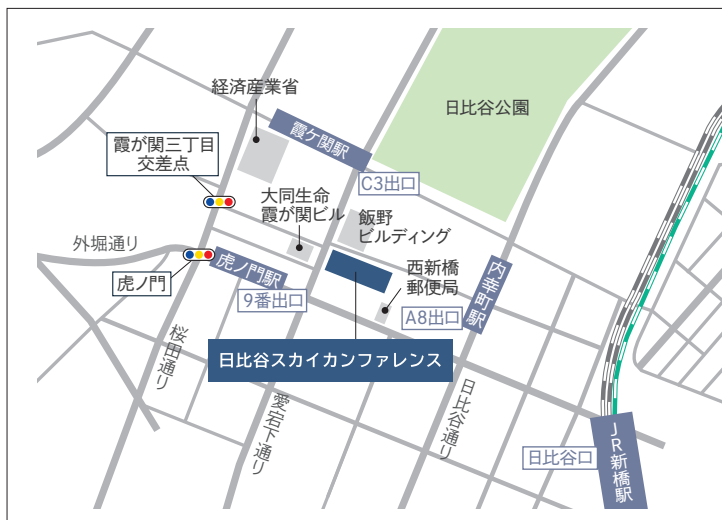 経済産業省
日比谷公園
霞ケ関駅
霞が関三丁目
交差点
C3出口
大同生命
霞が関ビル
飯野
ビルディング
外堀通り
虎ノ門
虎ノ門駅
9番出口
西新橋
郵便局
内幸町駅
A8出口
日比谷スカイカンファレンス
桜田通り
愛宕下通り
日比谷通り
日比谷口
JR新橋駅